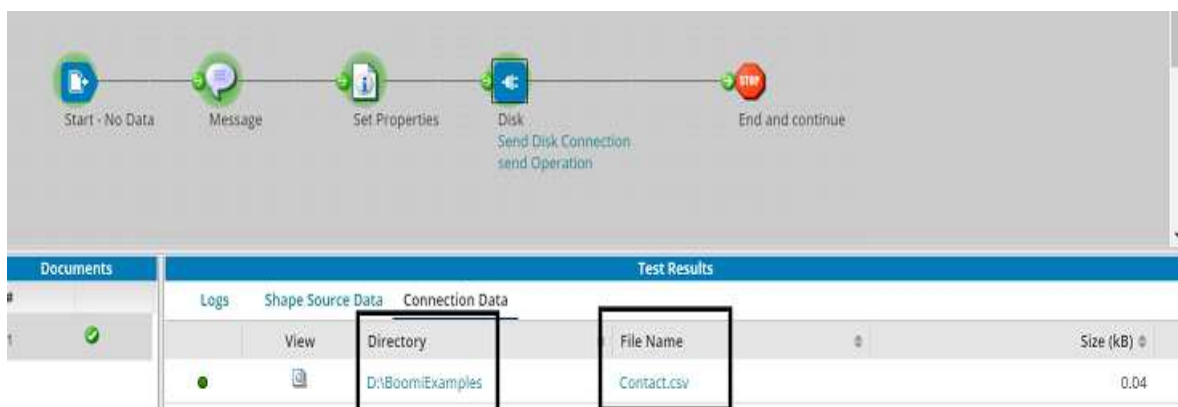 STOP
Start - No Data
Message
Set Properties
Disk
End and continue
Send Disk Connection
send Operation
Documents
Test Results
#
Logs Shape Source Data Connection Data
1
View Directory File Name Size (kB)
D:\BoomiExamples Contact.csv 0.04